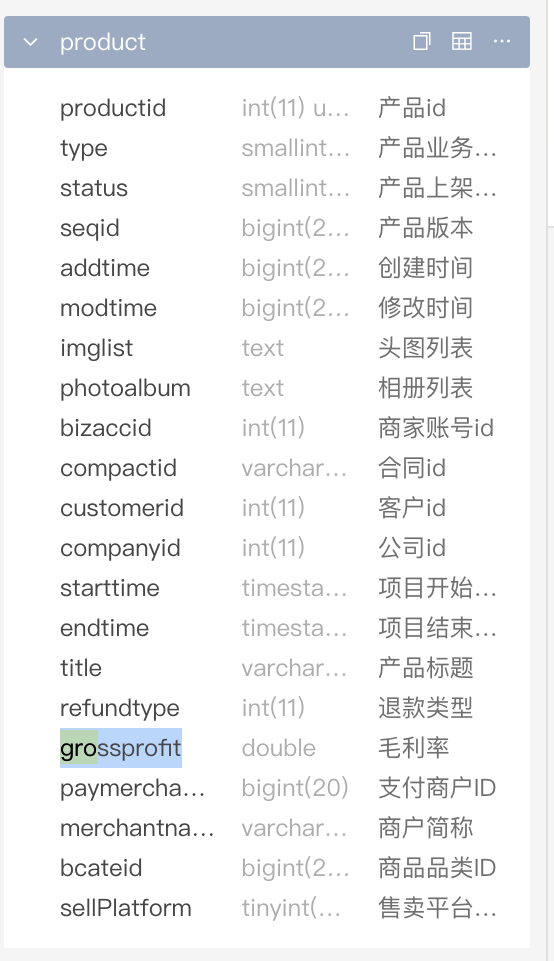 product
productid int(11) u... 产品id
type smallint... 产品业务...
status smallint... 产品上架...
seqid bigint(2... 产品版本
addtime bigint(2... 创建时间
modtime bigint(2... 修改时间
imglist text 头图列表
photoalbum text 相册列表
bizaccid int(11) 商家账号id
compactid varchar... 合同id
customerid int(11) 客户id
companyid int(11) 公司id
starttime timesta... 项目开始...
endtime timesta... 项目结束...
title varchar... 产品标题
refundtype int(11) 退款类型
grossprofit double 毛利率
paymercha... bigint(20) 支付商户ID
merchantna... varchar... 商户简称
bcateid bigint(2... 商品品类ID
sellPlatform tinyint(... 售卖平台...